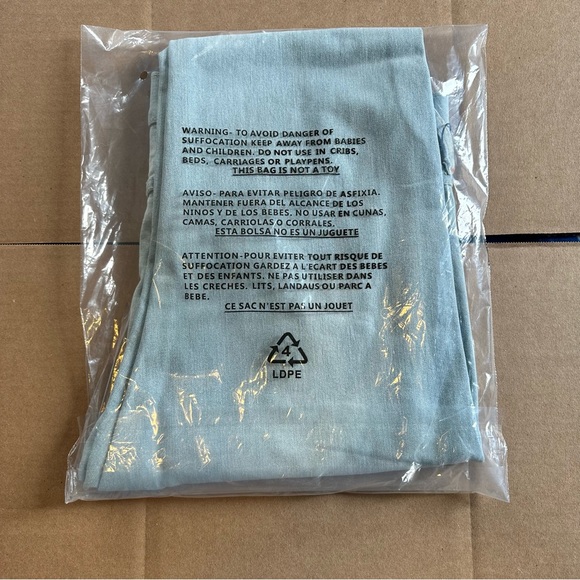 WARNING- TO AVOID DANGER OF
SUFFOCATION KEEP AWAY FROM BABIES
AND CHILDREN. DO NOT USE IN CRIBS,
BEDS, CARRIAGES OR PLAYPENS.
THIS BAG IS NOT A TOY
AVISO- PARA EVITAR PELIGRO DE ASFIXIA.
MANTENER FUERA DEL ALCANCE DE LOS
NINOS Y DE LOS BEBES. NO USAR EN CUNAS,
CAMAS, CARRIOLAS O CORRALES.
ESTA BOLSA NO ES UN JUGUETE
ATTENTION-POUR EVITER TOUT RISQUE DE
SUFFOCATION GARDEZ A L'ECART DES BEBES
ET DES ENFANTS. NE PAS UTILISER DANS
LES CRECHES. LITS, LANDAUS OU PARC A
BEBE.
CE SAC N'EST PAS UN JOUET
4
LDPE